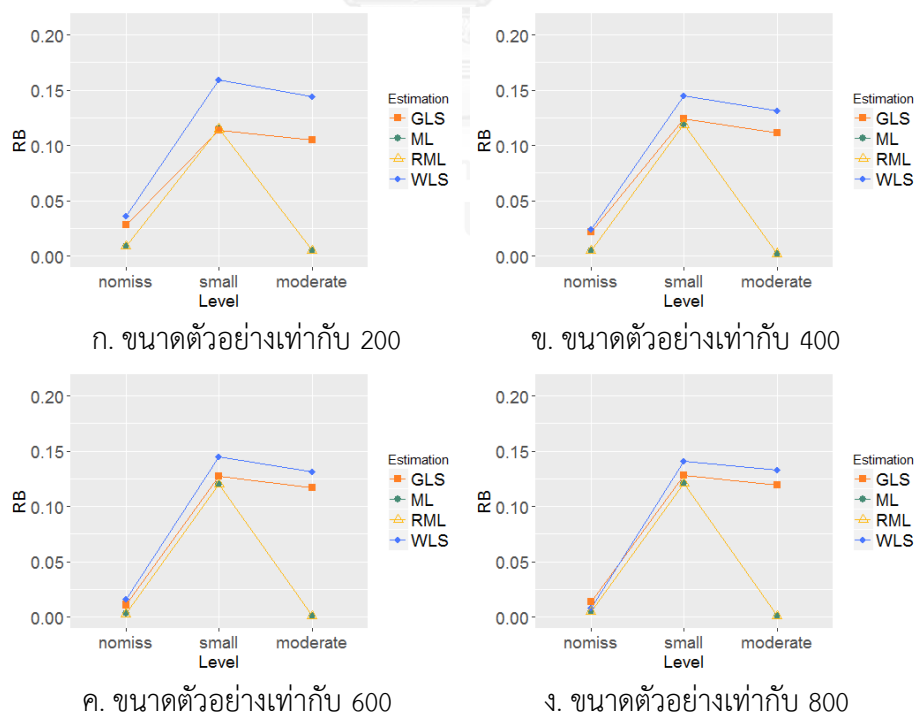 0.20
0.15
0.10
0.05
0.00
RB
nomiss small moderate
Level
Estimation
GLS
ML
RML
WLS
ก. ขนาดตัวอย่างเท่ากับ 200
0.20
0.15
0.10
0.05
0.00
RB
nomiss small moderate
Level
Estimation
GLS
ML
RML
WLS
ข. ขนาดตัวอย่างเท่ากับ 400
0.20
0.15
0.10
0.05
0.00
RB
nomiss small moderate
Level
Estimation
GLS
ML
RML
WLS
ค. ขนาดตัวอย่างเท่ากับ 600
0.20
0.15
0.10
0.05
0.00
RB
nomiss small moderate
Level
Estimation
GLS
ML
RML
WLS
ง. ขนาดตัวอย่างเท่ากับ 800